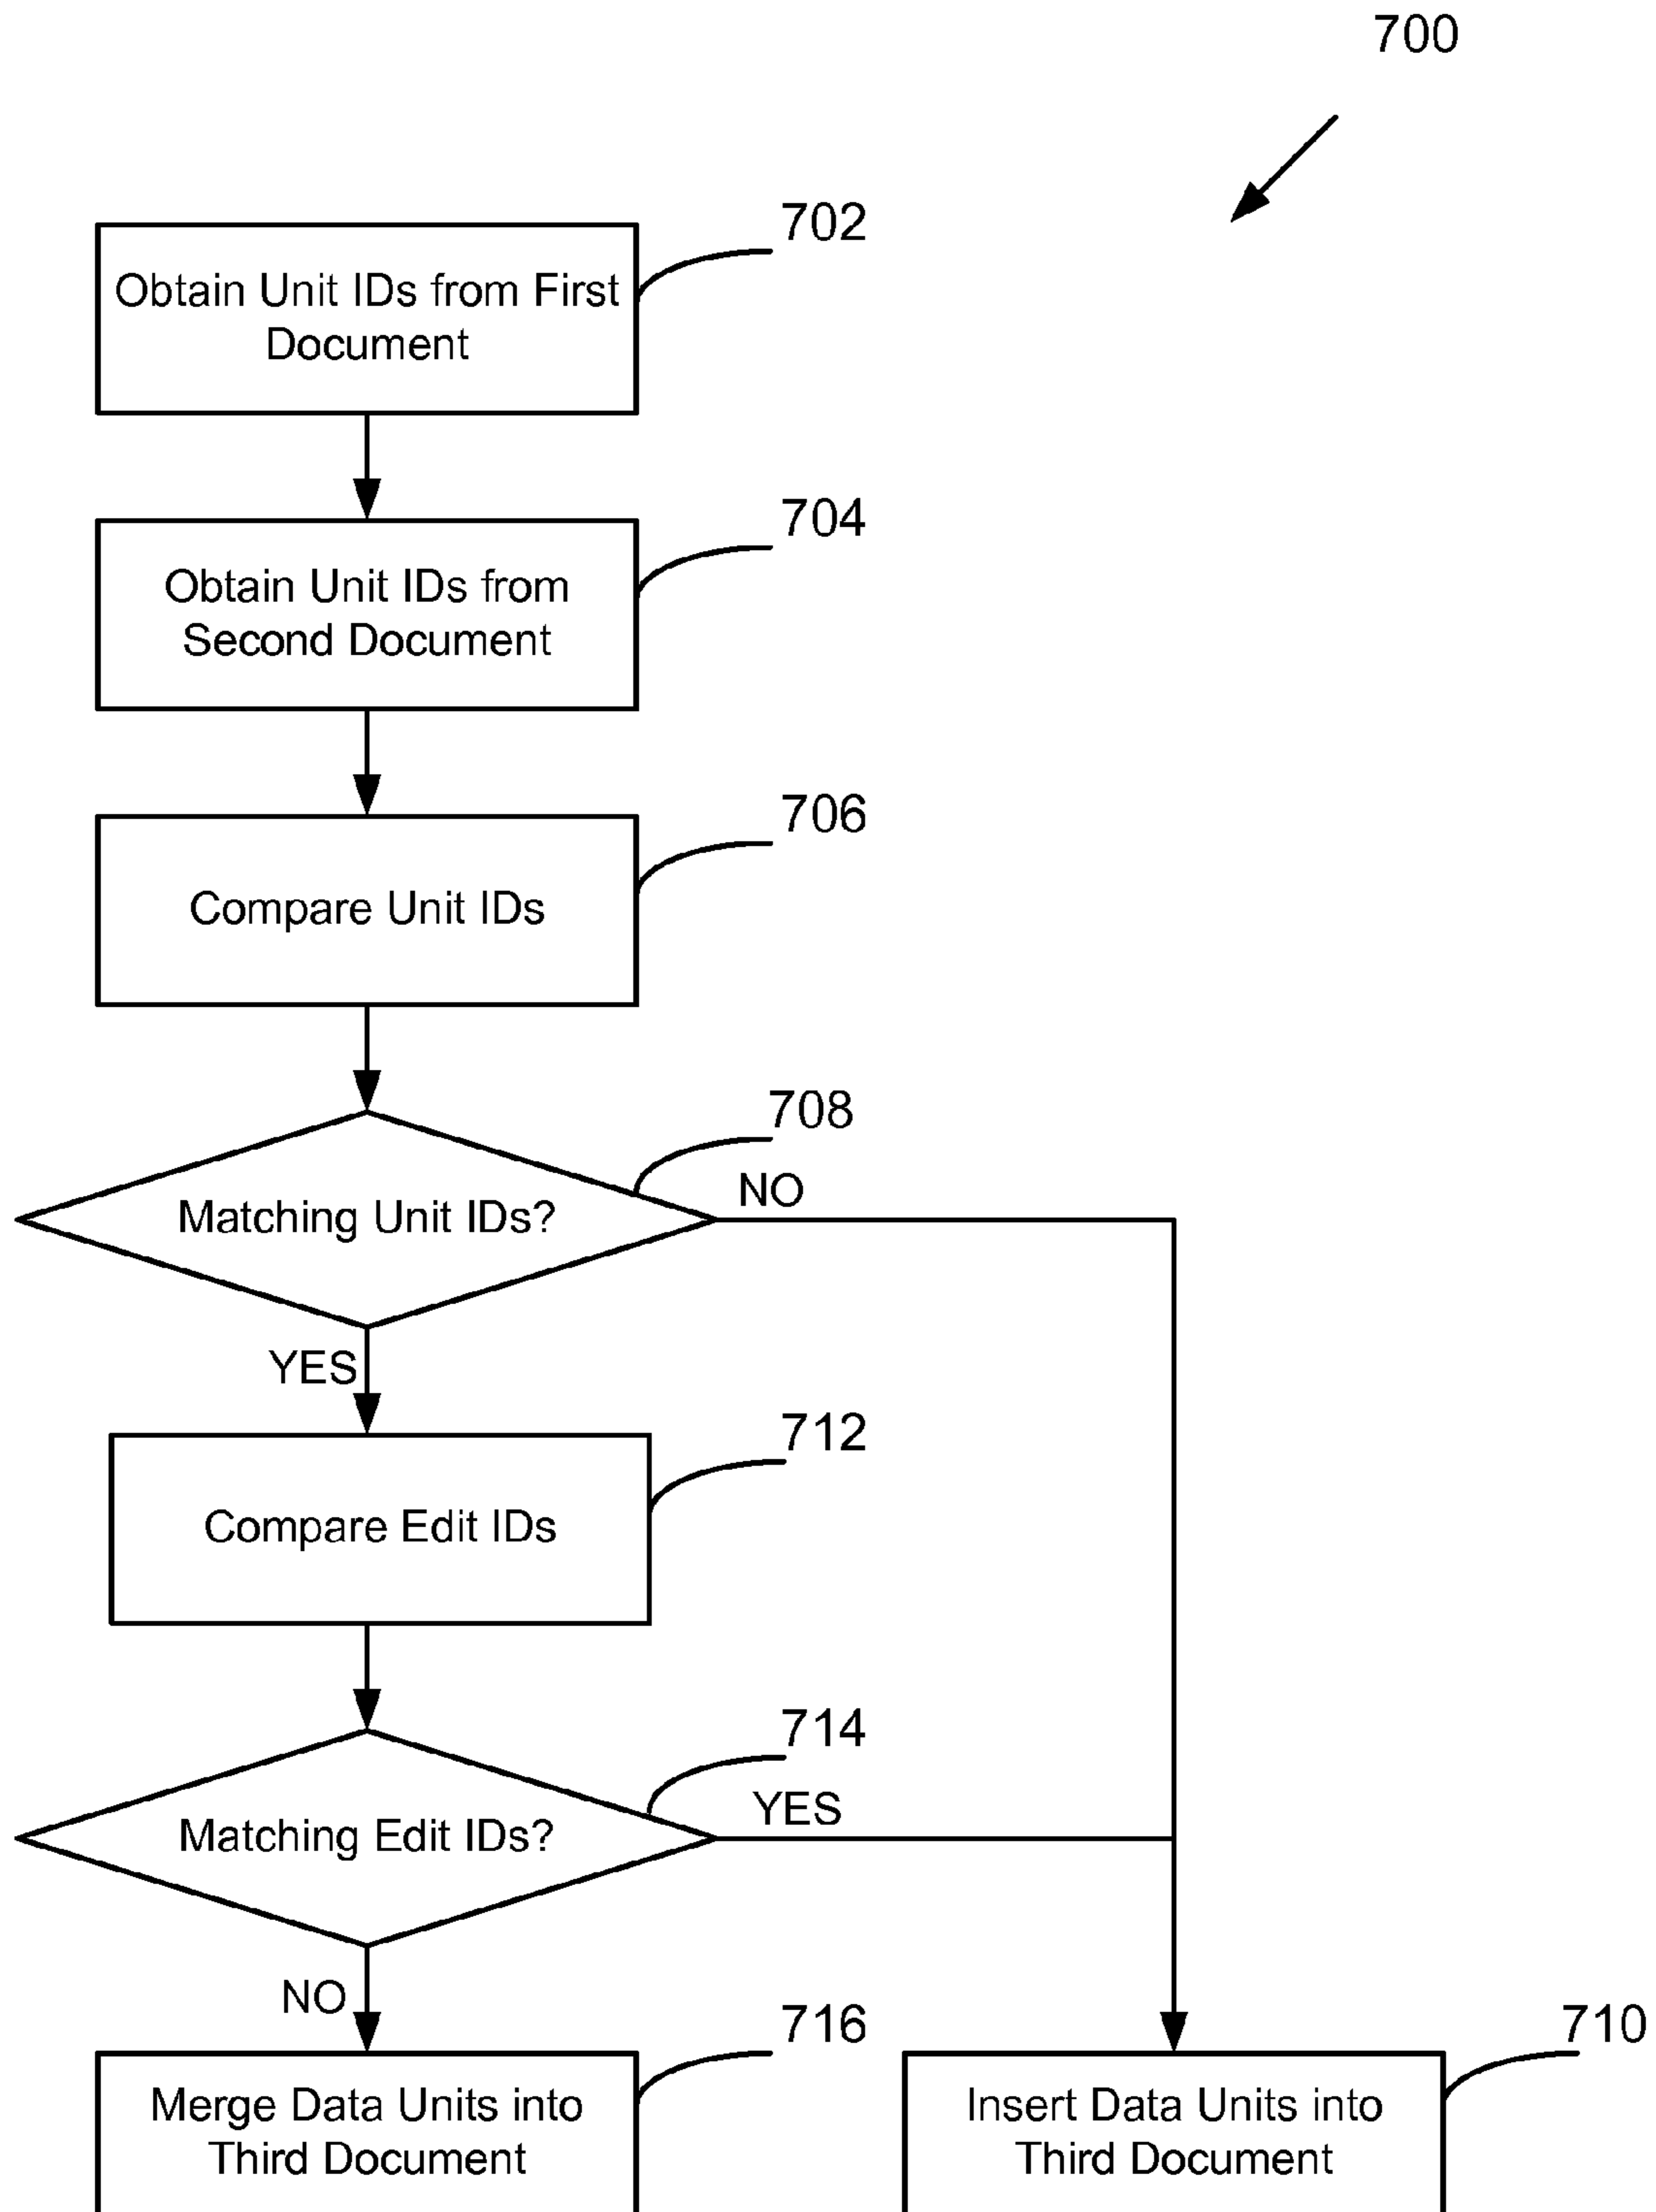 700
702
Obtain Unit IDs from First
Document
704
Obtain Unit IDs from
Second Document
706
Compare Unit IDs
708
Matching Unit IDs?
NO
YES
712
Compare Edit IDs
714
Matching Edit IDs?
YES
NO
716
Merge Data Units into
Third Document
710
Insert Data Units into
Third Document